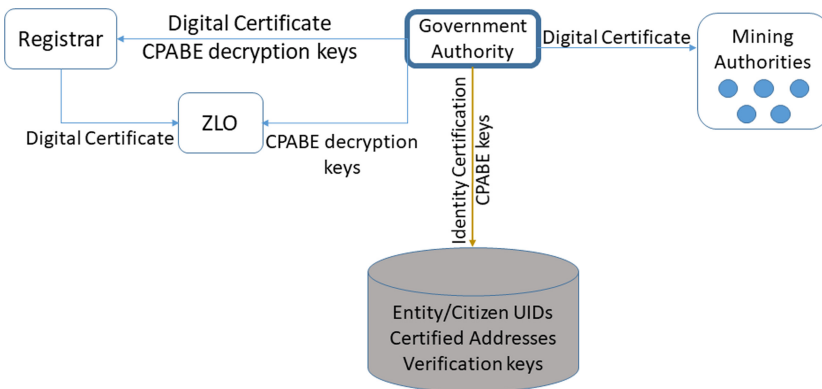 Registrar
Digital Certificate
CPABE decryption keys
Government
Authority
Digital Certificate
Mining
Authorities
Digital Certificate
ZLO
CPABE decryption
keys
Identity Certification
CPABE keys
Entity/Citizen UIDs
Certified Addresses
Verification keys